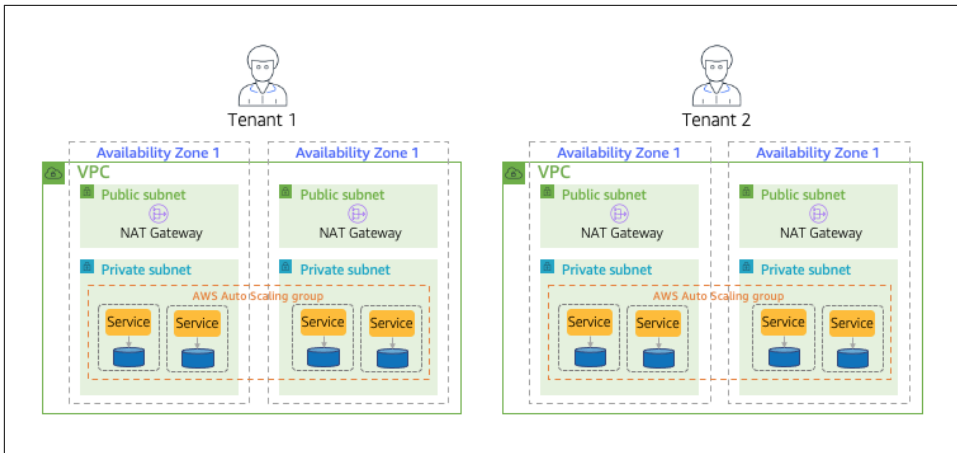 Tenant 1
Tenant 2
Availability Zone 1
Availability Zone 1
Availability Zone 1
Availability Zone 1
VPC
VPC
Public subnet
Public subnet
Public subnet
Public subnet
NAT Gateway
NAT Gateway
NAT Gateway
NAT Gateway
Private subnet
Private subnet
Private subnet
Private subnet
AWS Auto Scaling group
AWS Auto Scaling group
Service
Service
Service
Service
Service
Service
Service
Service